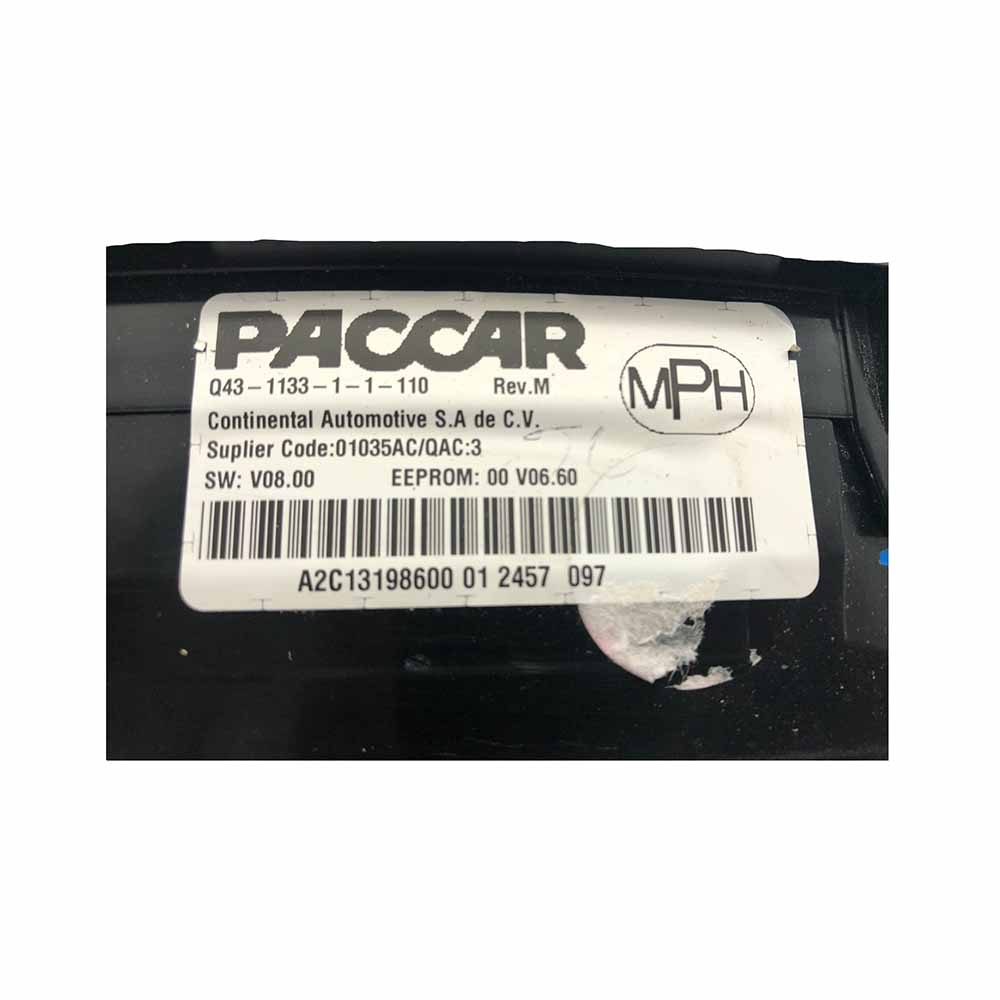 PACCAR
Q43-1133-1-1-110 Rev.M
MPH
Continental Automotive S.A de C.V.
Suplier Code:01035AC/QAC:3
SW: V08.00 EEPROM: 00 V06.60
A2C13198600 01 2457 097